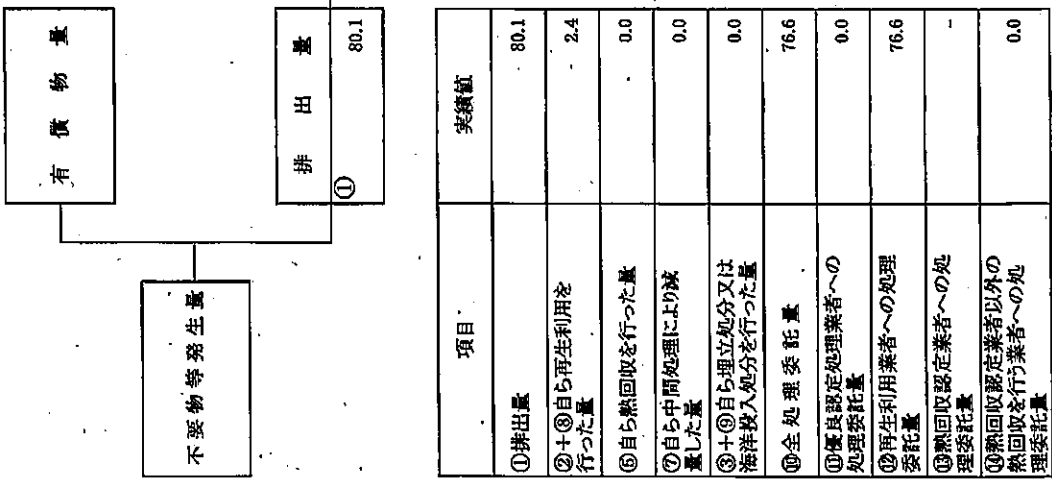 有償物量
不要物等発生量
排出量
①
80.1
項目
実績値
①排出量
80.1
②+⑧自ら再生利用を
行った量
2.4
⑤自ら熱回収を行った量
0.0
⑦自ら中間処理により減
量した量
0.0
③+⑨自ら埋立処分又は
海洋投入処分を行った量
0.0
⑩全処理委託量
76.6
⑪優良認定処理業者への
処理委託量
0.0
⑫再生利用業者への処理
委託量
76.6
⑬熱回収認定業者への処
理委託量
-
⑭熱回収認定業者以外の
熱回収を行う業者への処
理委託量
0.0